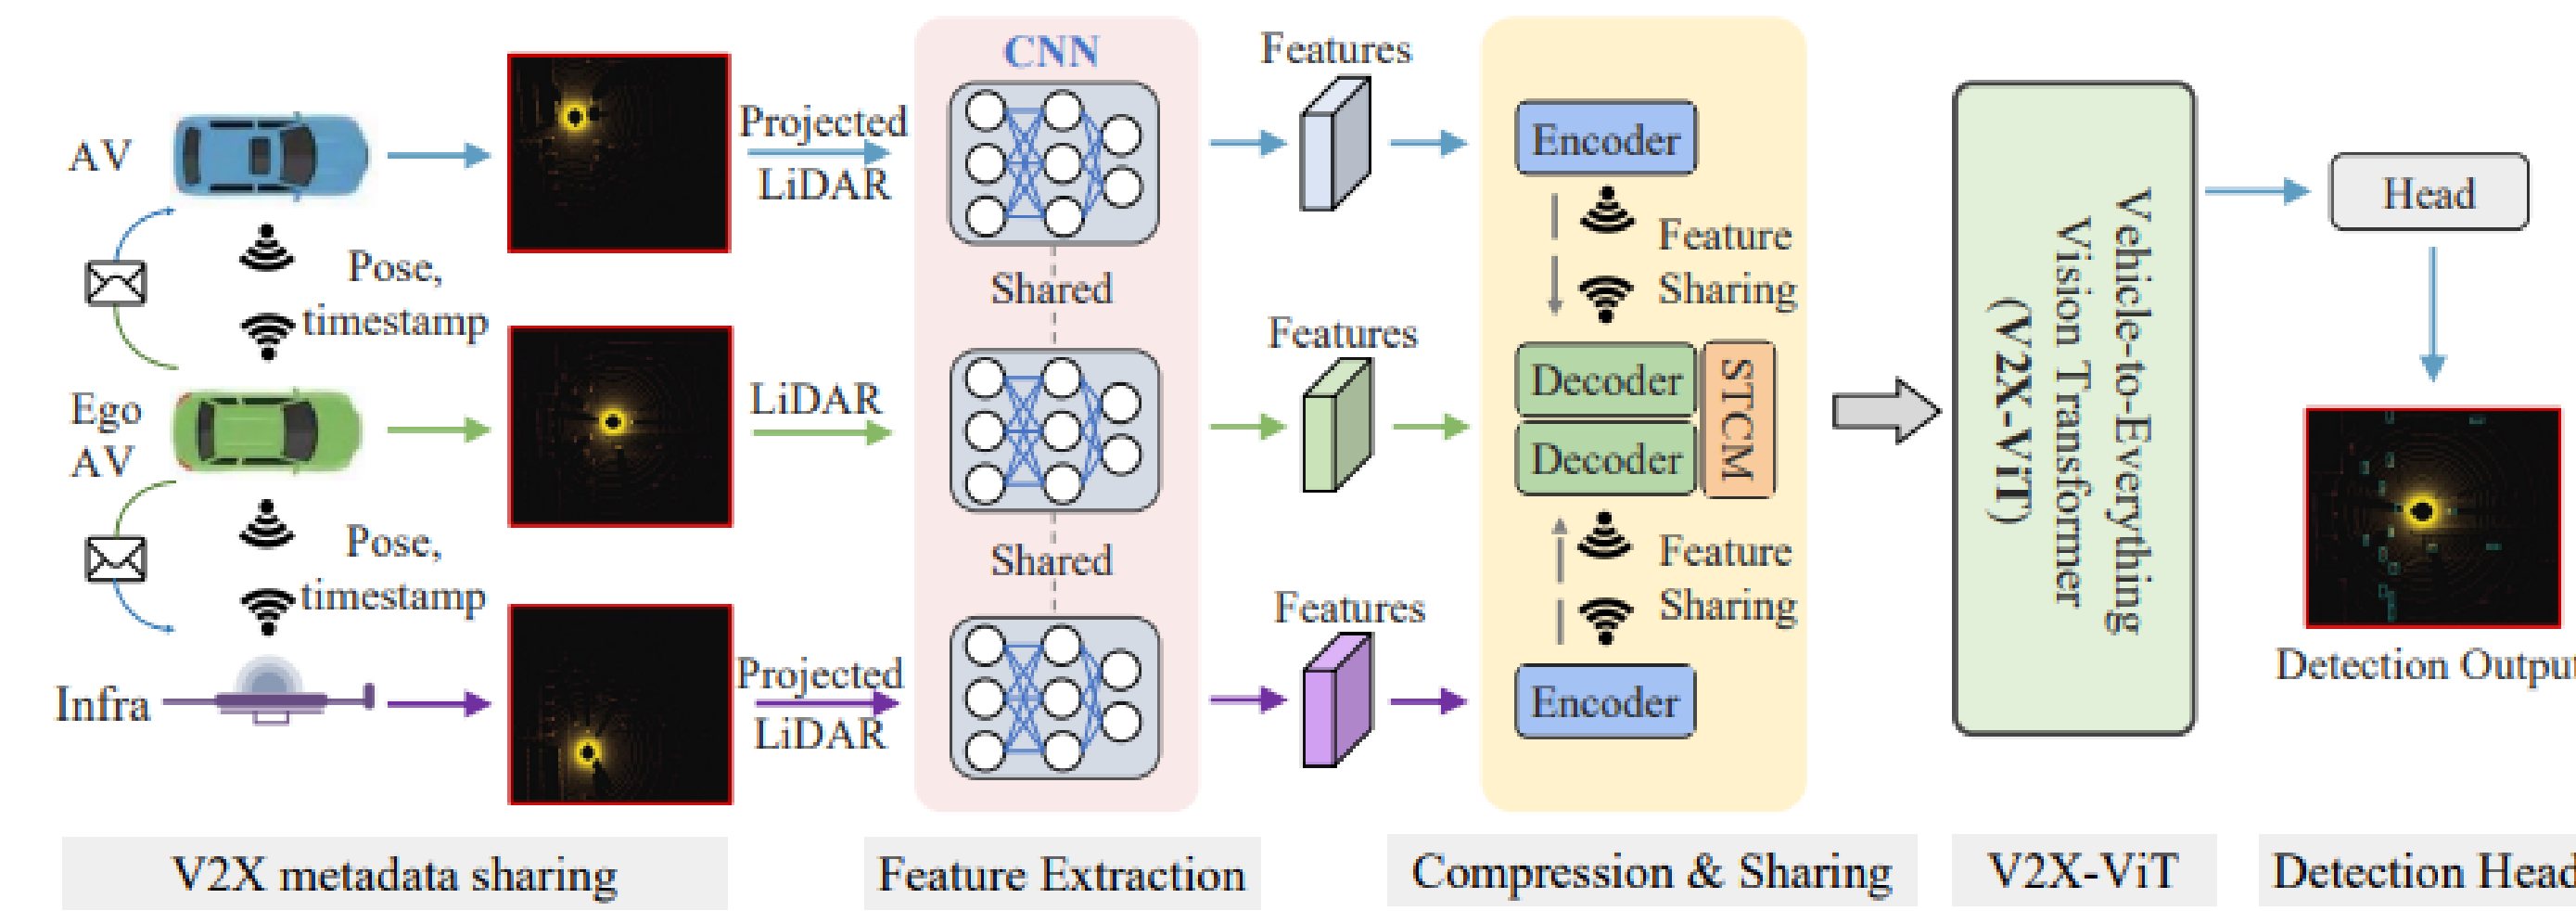 CNN
Features
AV
Projected
LiDAR
Encoder
Head
Pose,
timestamp
Shared
Feature
Sharing
Features
Ego
AV
LiDAR
Decoder
Decoder
STCM
Vehicle-to-Everything
Vision Transformer
(V2X-ViT)
Pose,
timestamp
Shared
Feature
Sharing
Features
Infra
Projected
LiDAR
Encoder
Detection Output
V2X metadata sharing
Feature Extraction
Compression & Sharing
V2X-ViT
Detection Head